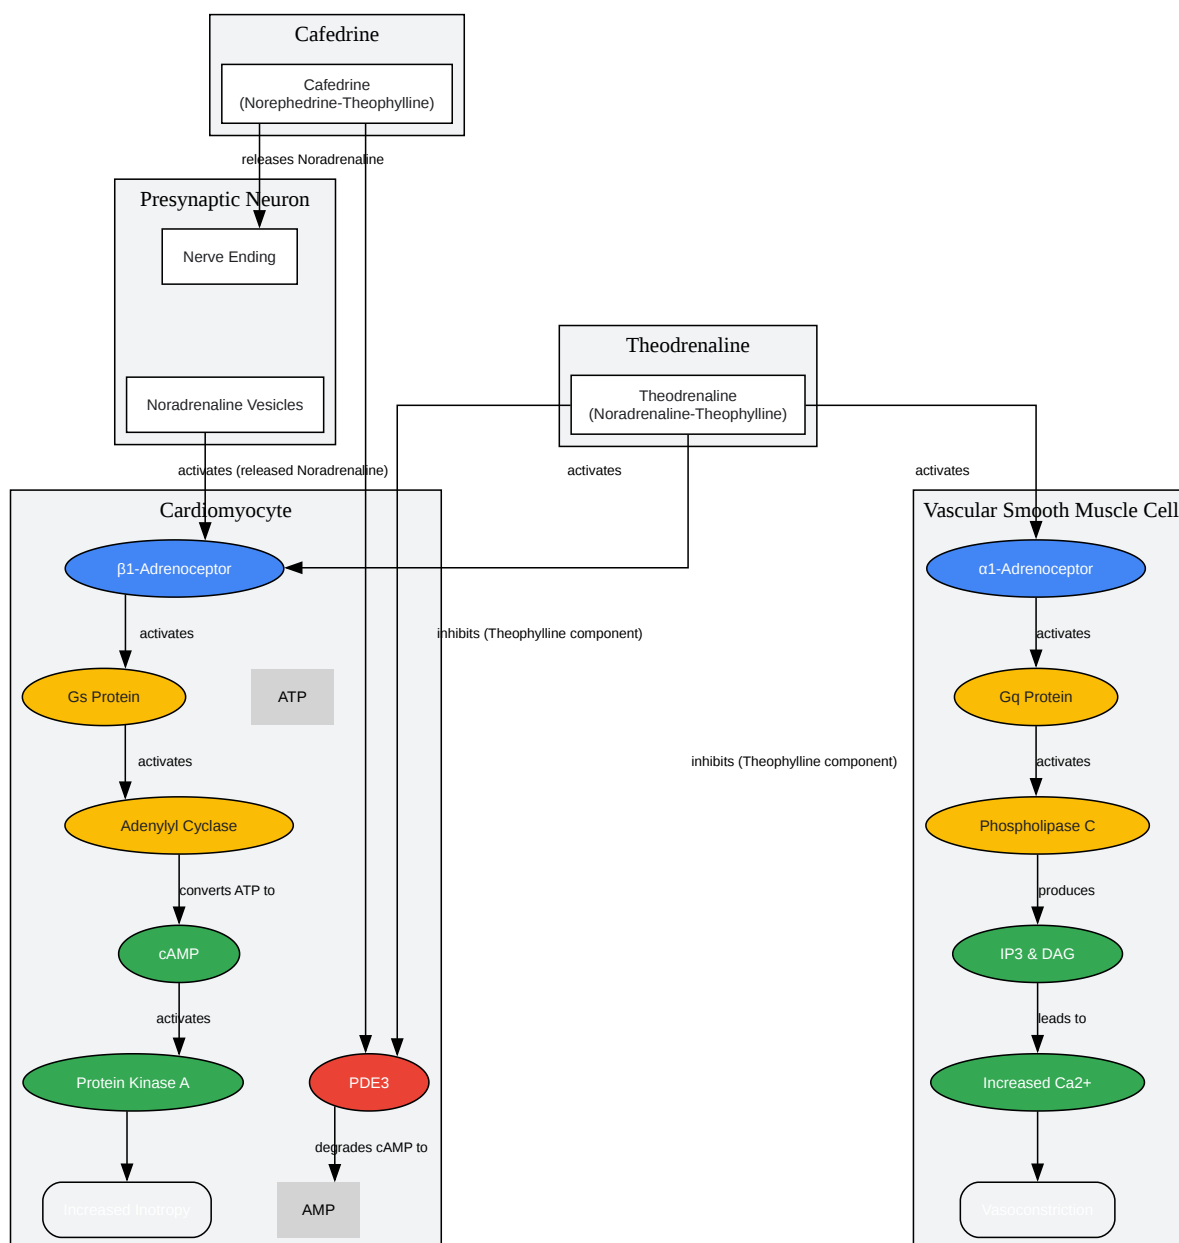 Cafedrine
Cafedrine
(Norephedrine-Theophylline)
releases Noradrenaline
Presynaptic Neuron
Nerve Ending
Theodrenaline
Theodrenaline
(Noradrenaline-Theophylline)
Noradrenaline Vesicles
activates (released Noradrenaline)
activates
activates
Cardiomyocyte
Vascular Smooth Muscle Cell
β1-Adrenoceptor
α1-Adrenoceptor
activates
inhibits (Theophylline component)
activates
Gs Protein
ATP
Gq Protein
activates
inhibits (Theophylline component)
activates
Adenylyl Cyclase
Phospholipase C
converts ATP to
produces
cAMP
IP3 & DAG
activates
leads to
Protein Kinase A
PDE3
Increased Ca2+
degrades cAMP to
Increased Inotropy
AMP
Vasoconstriction